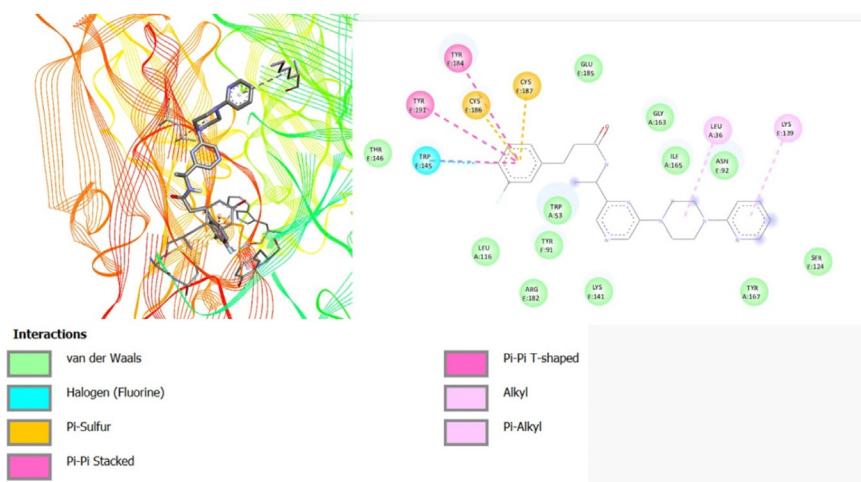 TYR
E:184
GLU
E:185
CYS
E:187
TYR
E:191
CYS
E:186
GLY
A:163
LEU
A:36
LYS
E:139
THR
E:146
TRP
E:145
ILE
A:165
ASN
E:92
TRP
A:53
TYR
E:91
LEU
A:116
SER
E:124
ARG
E:182
LYS
E:141
TYR
A:167
Interactions
van der Waals
Halogen (Fluorine)
Pi-Sulfur
Pi-Pi Stacked
Pi-Pi T-shaped
Alkyl
Pi-Alkyl